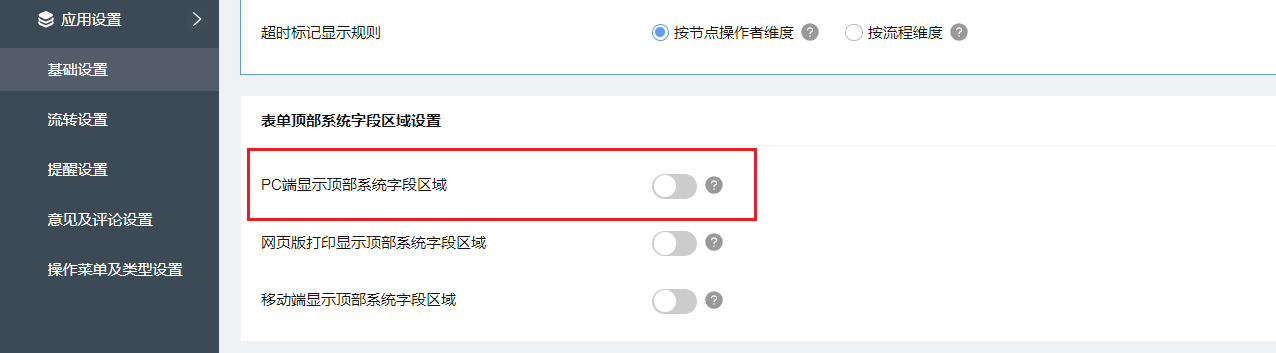 应用设置
基础设置
流转设置
提醒设置
意见及评论设置
操作菜单及类型设置
超时标记显示规则 按节点操作者维度 ? 按流程维度 ?
表单顶部系统字段区域设置
PC端显示顶部系统字段区域 ?
网页版打印显示顶部系统字段区域 ?
移动端显示顶部系统字段区域 ?